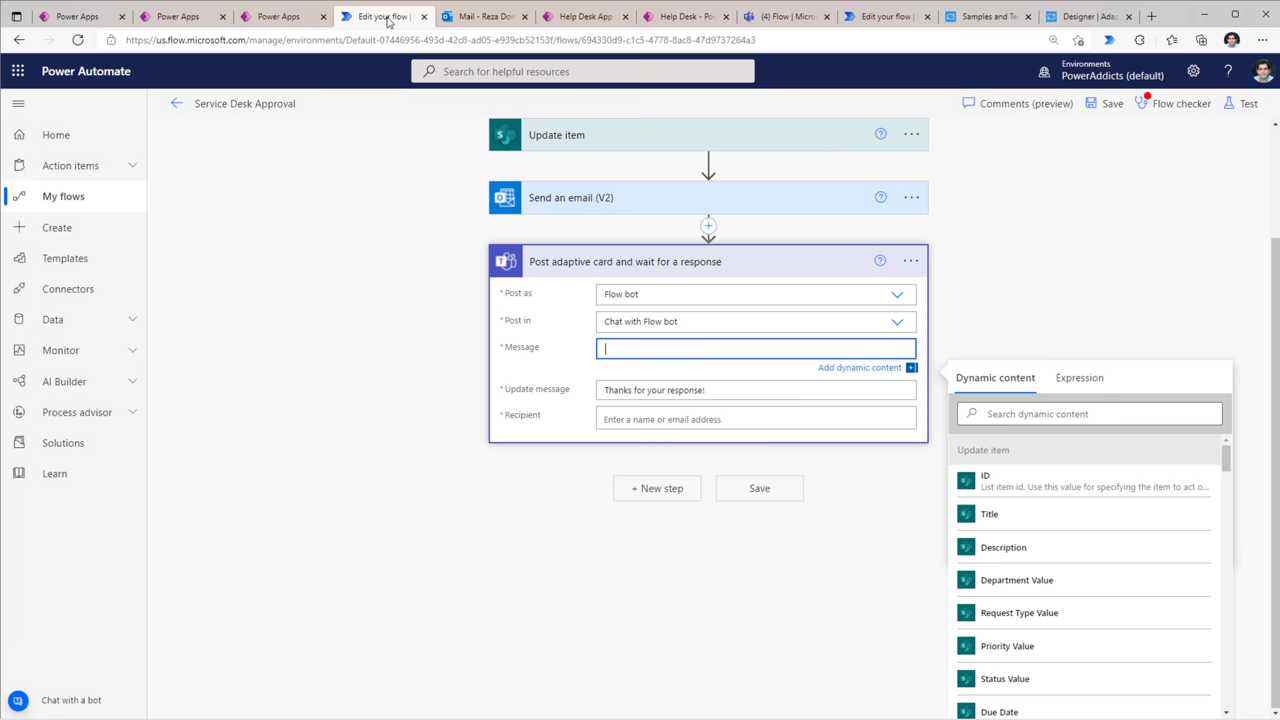 Power Apps
Power Apps
Power Apps
Edit your flow |
Mail - Reza Dor
Help Desk App
Help Desk - Pow
(4) Flow | Micros
Edit your flow |
Samples and Te
Designer | Adap
https://us.flow.microsoft.com/manage/environments/Default-07446956-493d-42c8-ad05-e939cb52153f/flows/694330d9-c1c5-4778-8ac8-47d9737264a3
Power Automate
Search for helpful resources
Environments
PowerAddicts (default)
Service Desk Approval
Comments (preview)
Save
Flow checker
Test
Home
Action items
My flows
Create
Templates
Connectors
Data
Monitor
AI Builder
Process advisor
Solutions
Learn
Chat with a bot
Update item
Send an email (V2)
Post adaptive card and wait for a response
* Post as
Flow bot
* Post in
Chat with Flow bot
* Message
Add dynamic content
* Update message
Thanks for your response!
* Recipient
Enter a name or email address
+ New step
Save
Dynamic content
Expression
Search dynamic content
Update item
ID
List item id. Use this value for specifying the item to act o...
Title
Description
Department Value
Request Type Value
Priority Value
Status Value
Due Date